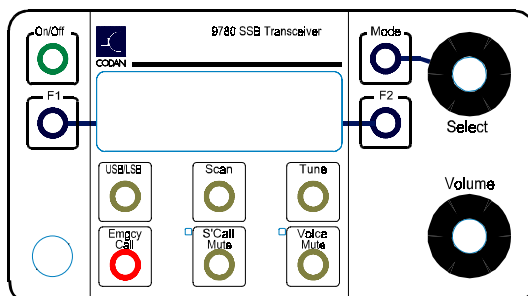 On/Off
CODAN
9780 SSB Transceiver
Mode
F1
F2
Select
USB/LSB
Scan
Tune
Volume
Emgcy
Call
S'Call
Mute
Voice
Mute